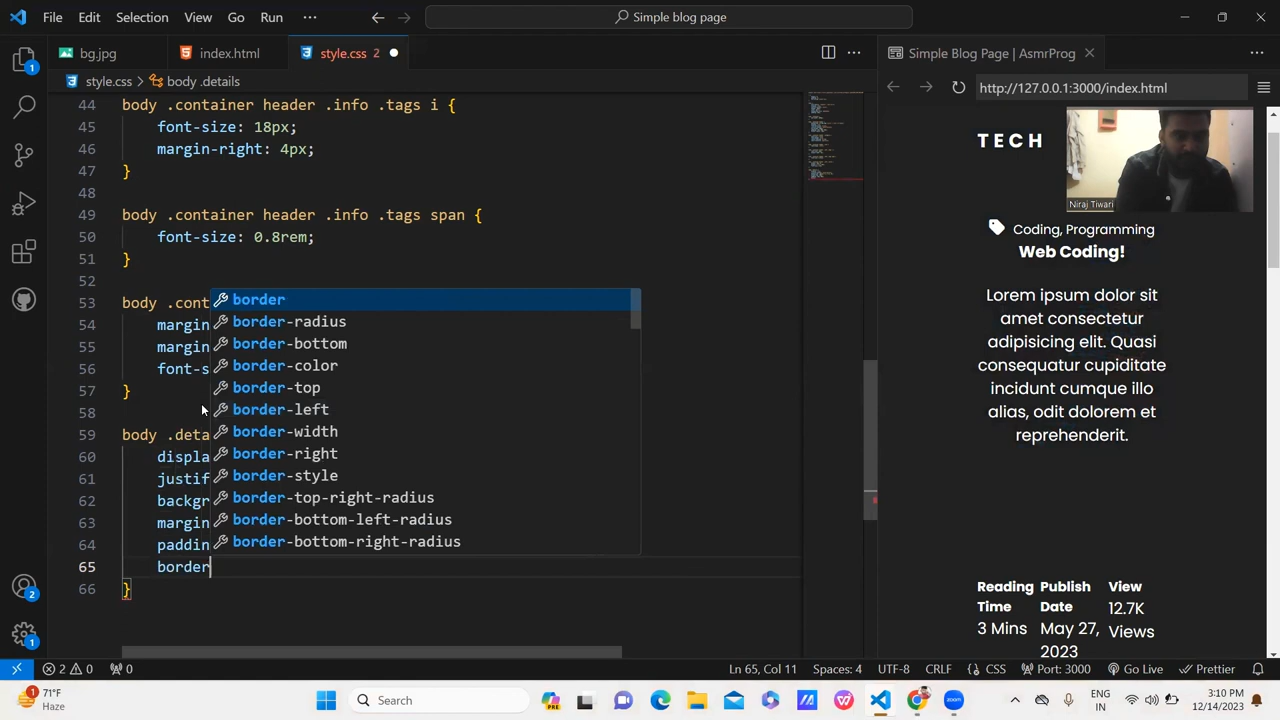 File Edit Selection View Go Run ··· Simple blog page
bg.jpg index.html style.css 2 Simple Blog Page | AsmrProg
style.css > body .details http://127.0.0.1:3000/index.html
44 body .container header .info .tags i {
45 font-size: 18px;
46 margin-right: 4px;
47 }
48
49 body .container header .info .tags span {
50 font-size: 0.8rem;
51 }
52
53 body .cont
54 margin
55 margin
56 font-s
57 }
58
59 body .deta
60 displa
61 justif
62 backgr
63 margin
64 paddin
65 border
66 }
border
border-radius
border-bottom
border-color
border-top
border-left
border-width
border-right
border-style
border-top-right-radius
border-bottom-left-radius
border-bottom-right-radius
TECH
Niraj Tiwari
Coding, Programming
Web Coding!
Lorem ipsum dolor sit
amet consectetur
adipisicing elit. Quasi
consequatur cupiditate
incidunt cumque illo
alias, odit dolorem et
reprehenderit.
Reading Time
3 Mins
Publish Date
May 27, 2023
View
12.7K Views
1
2
1
2 0 0 Ln 65, Col 11 Spaces: 4 UTF-8 CRLF CSS Port: 3000 Go Live Prettier
1 71°F
Haze
Search
PRE
ENG
IN
3:10 PM
12/14/2023